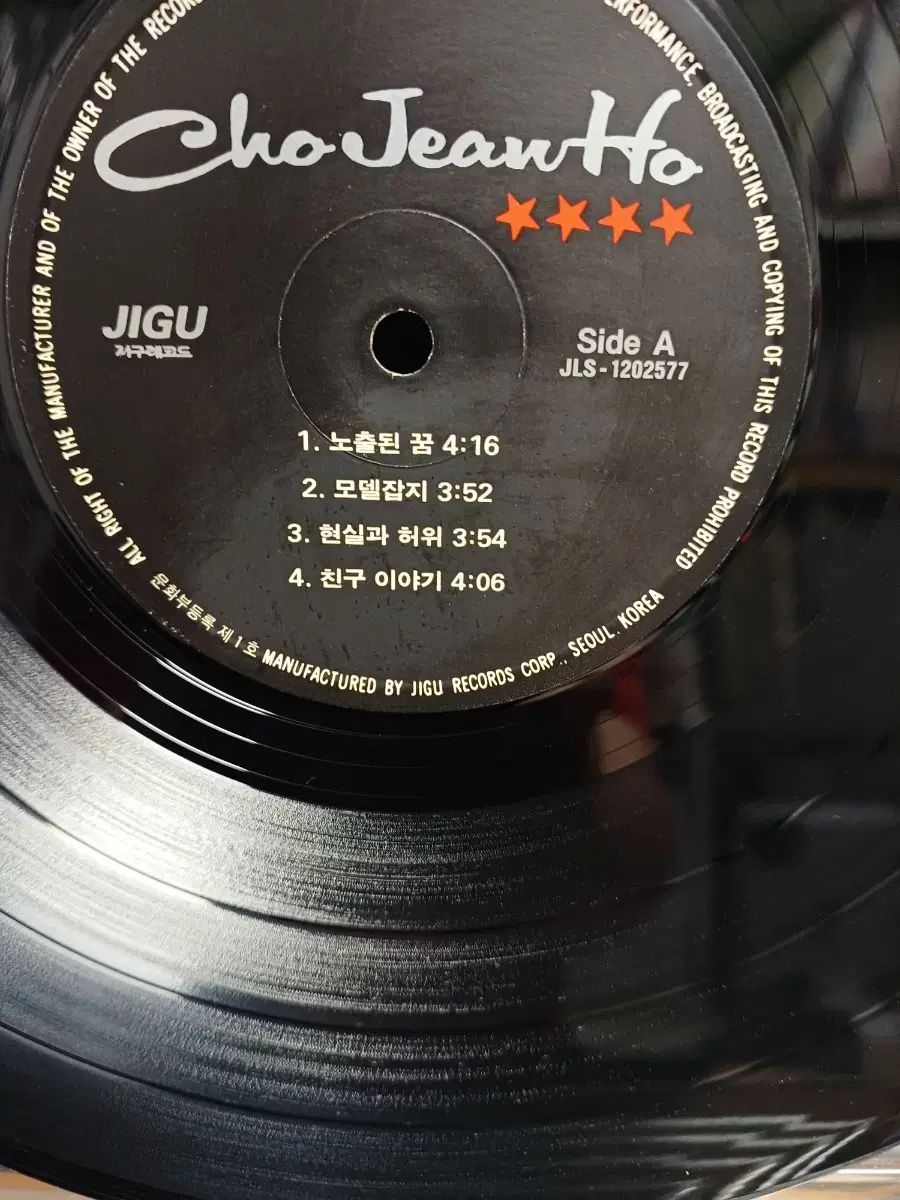 Cho Jean Ho
JIGU
지구레코드
Side A
JLS-1202577
1. 노출된 꿈 4:16
2. 모델잡지 3:52
3. 현실과 허위 3:54
4. 친구 이야기 4:06
ALL RIGHT OF THE MANUFACTURER AND OF THE OWNER OF THE
PERFORMANCE, BROADCASTING AND COPYING OF THIS RECORD PROHIBITED
문화부등록 제1호 MANUFACTURED BY JIGU RECORDS CORP., SEOUL, KOREA